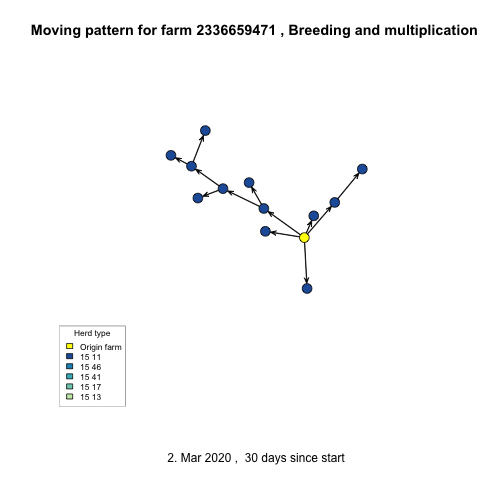 Moving pattern for farm 2336659471 , Breeding and multiplication
Herd type
Origin farm
15 11
15 46
15 41
15 17
15 13
2. Mar 2020 ,  30 days since start